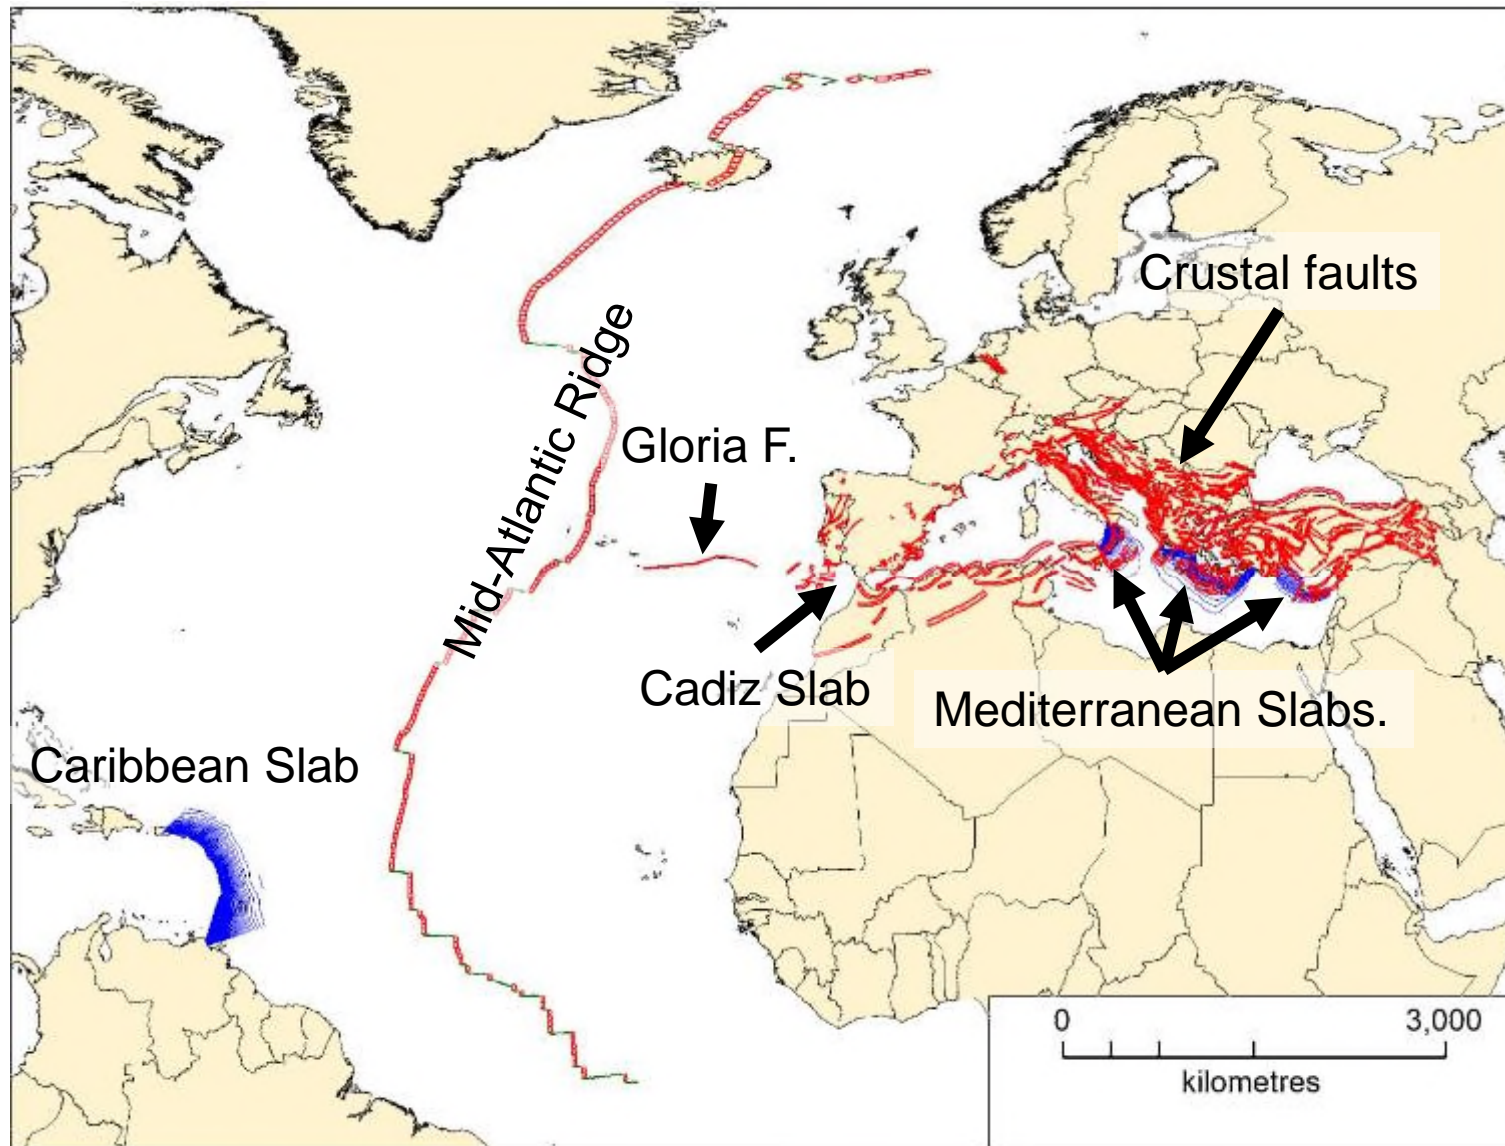 Crustal faults
Mid-Atlantic Ridge
Gloria F.
Cadiz Slab
Mediterranean Slabs.
Caribbean Slab
0 3,000
kilometres